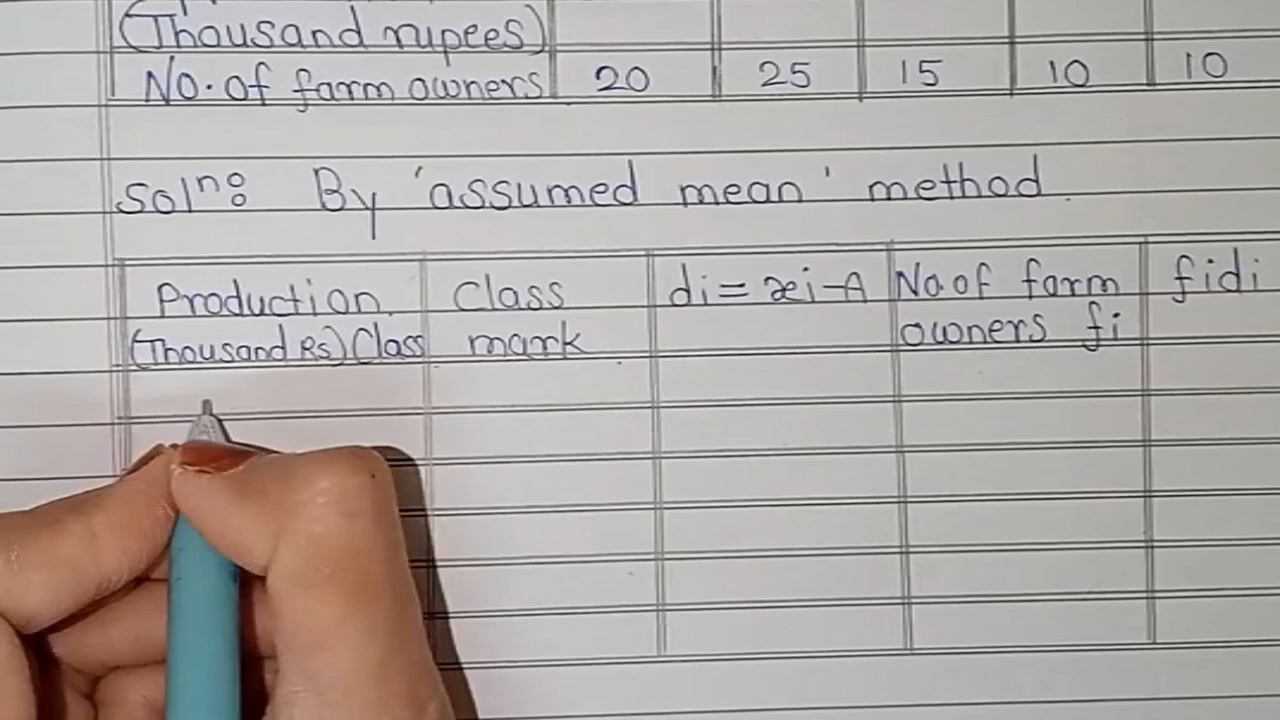 (Thousand rupees)
No. of farm owners 20 25 15 10 10
Solⁿ: By 'assumed mean' method.
Production Class di = xi - A No. of farm fidi
(Thousand Rs) Class mark owners fi